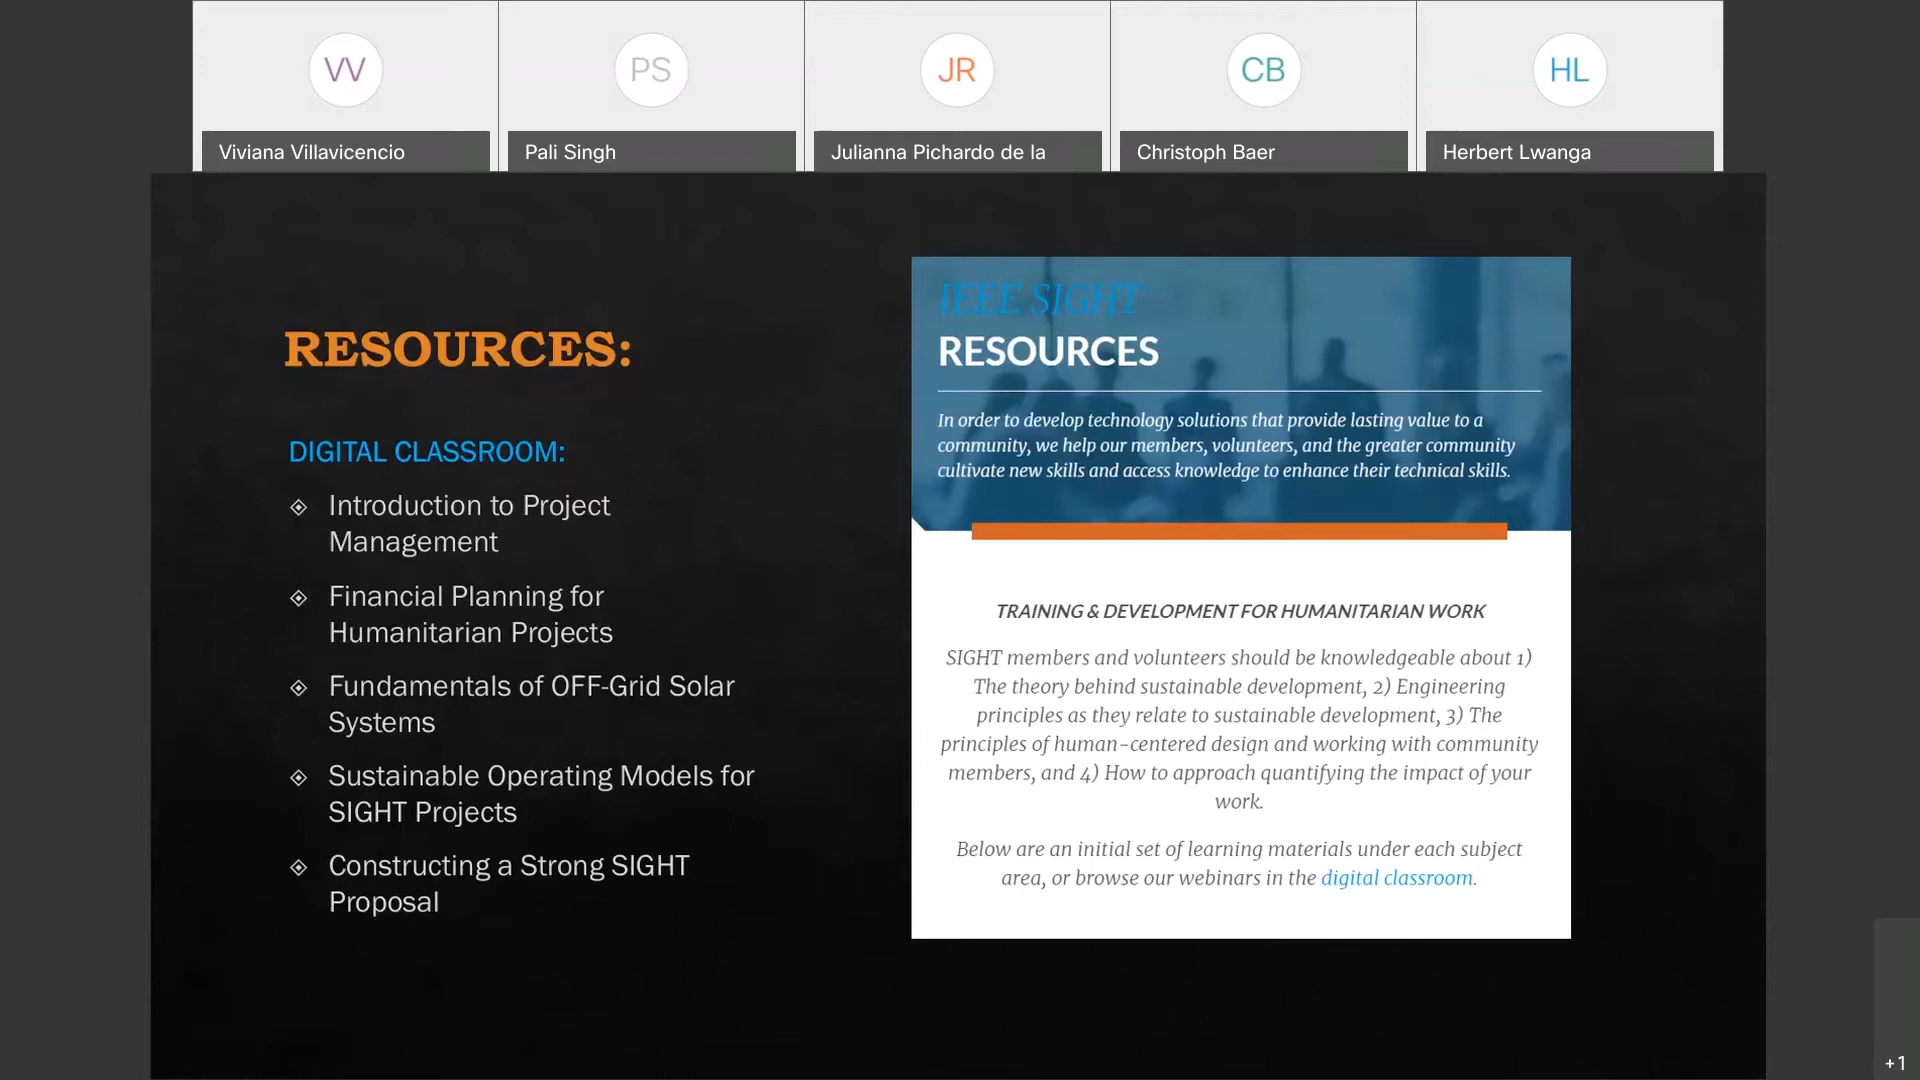 VV
PS
JR
CB
HL
Viviana Villavicencio
Pali Singh
Julianna Pichardo de la
Christoph Baer
Herbert Lwanga
RESOURCES:
DIGITAL CLASSROOM:
Introduction to Project
Management
Financial Planning for
Humanitarian Projects
Fundamentals of OFF-Grid Solar
Systems
Sustainable Operating Models for
SIGHT Projects
Constructing a Strong SIGHT
Proposal
IEEE SIGHT
RESOURCES
In order to develop technology solutions that provide lasting value to a
community, we help our members, volunteers, and the greater community
cultivate new skills and access knowledge to enhance their technical skills.
TRAINING & DEVELOPMENT FOR HUMANITARIAN WORK
SIGHT members and volunteers should be knowledgeable about 1)
The theory behind sustainable development, 2) Engineering
principles as they relate to sustainable development, 3) The
principles of human-centered design and working with community
members, and 4) How to approach quantifying the impact of your
work.
Below are an initial set of learning materials under each subject
area, or browse our webinars in the digital classroom.
+1